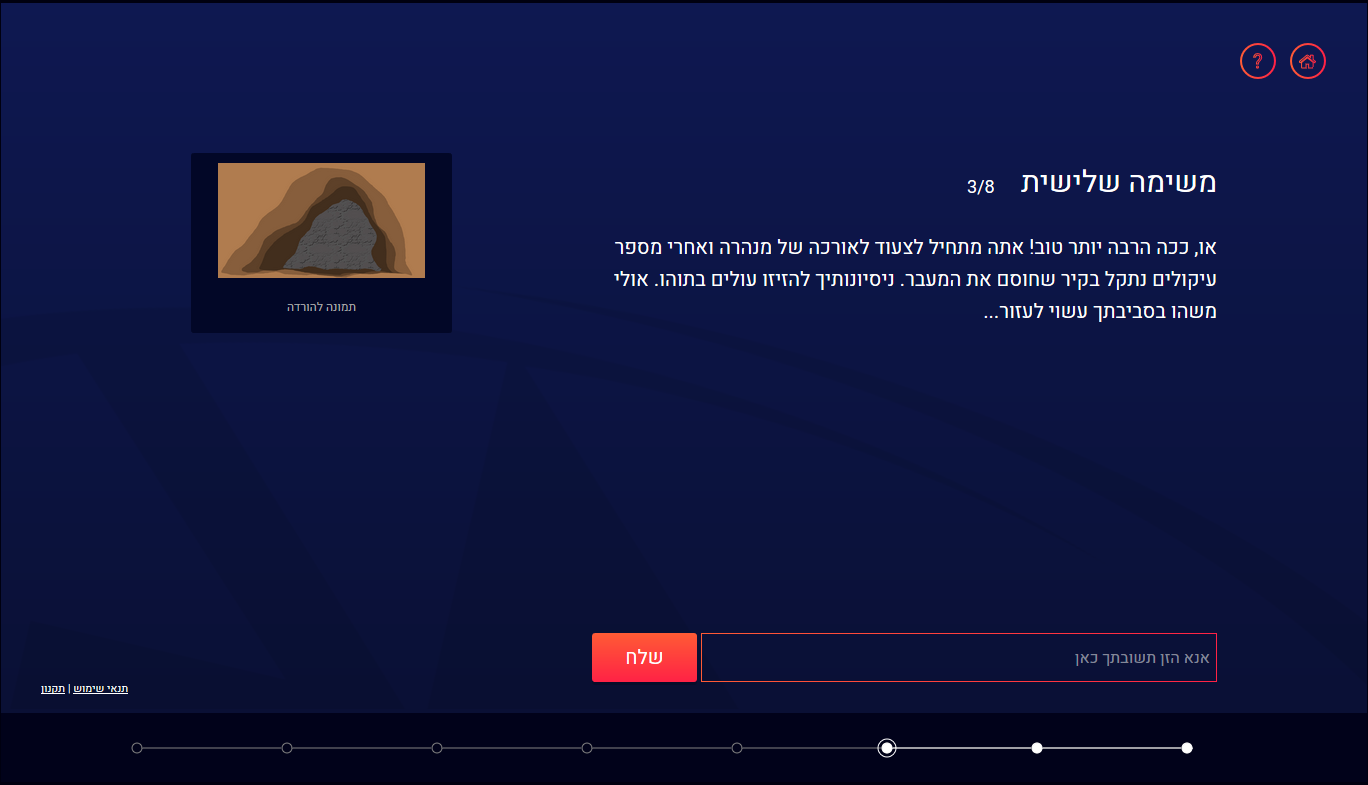 ?
משימה שלישית 3/8
או, ככה הרבה יותר טוב! אתה מתחיל לצעוד לאורכה של מנהרה ואחרי מספר
עיקולים נתקל בקיר שחוסם את המעבר. ניסיונותיך להזיזו עולים בתוהו. אולי
משהו בסביבתך עשוי לעזור...
תמונה להורדה
אנא הזן תשובתך כאן
שלח
תנאי שימוש | תקנון